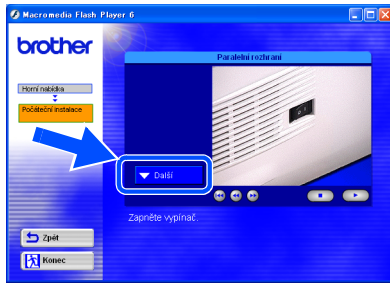 Macromedia Flash Player 6
brother
Paralelní rozhraní
Horní nabídka
Počáteční instalace
Další
Zapněte vypínač.
Zpět
Konec